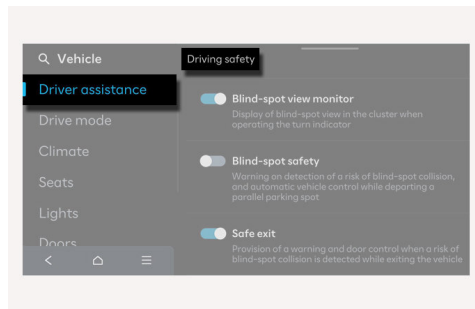 Vehicle
Driver assistance
Drive mode
Climate
Seats
Lights
Doors
Driving safety
Blind-spot view monitor
Display of blind-spot view in the cluster when
operating the turn indicator
Blind-spot safety
Warning on detection of a risk of blind-spot collision,
and automatic vehicle control while departing a
parallel parking spot
Safe exit
Provision of a warning and door control when a risk of
blind-spot collision is detected while exiting the vehicle